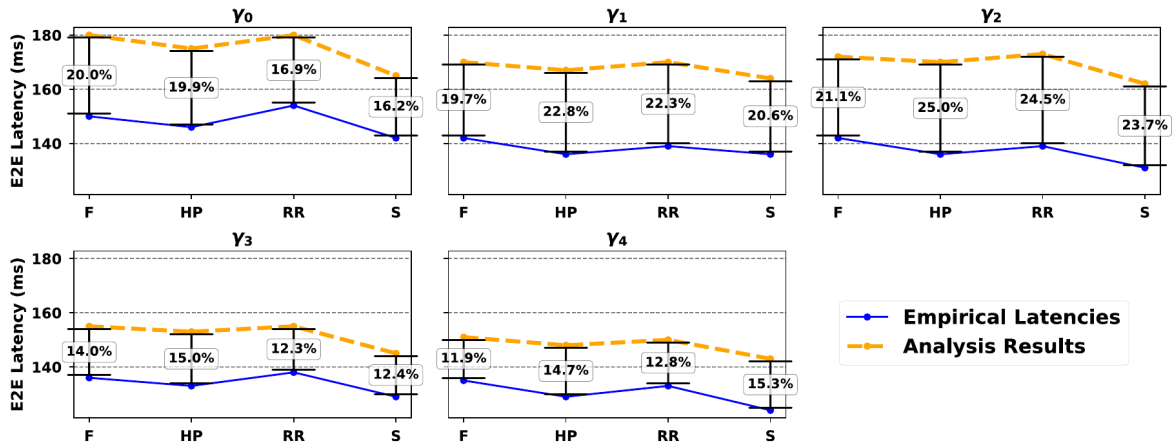 γ0
γ1
γ2
E2E Latency (ms)
180
160
140
20.0%
19.9%
16.9%
16.2%
19.7%
22.8%
22.3%
20.6%
21.1%
25.0%
24.5%
23.7%
F HP RR S
F HP RR S
F HP RR S
γ3
γ4
E2E Latency (ms)
180
160
140
14.0%
15.0%
12.3%
12.4%
11.9%
14.7%
12.8%
15.3%
F HP RR S
F HP RR S
Empirical Latencies
Analysis Results